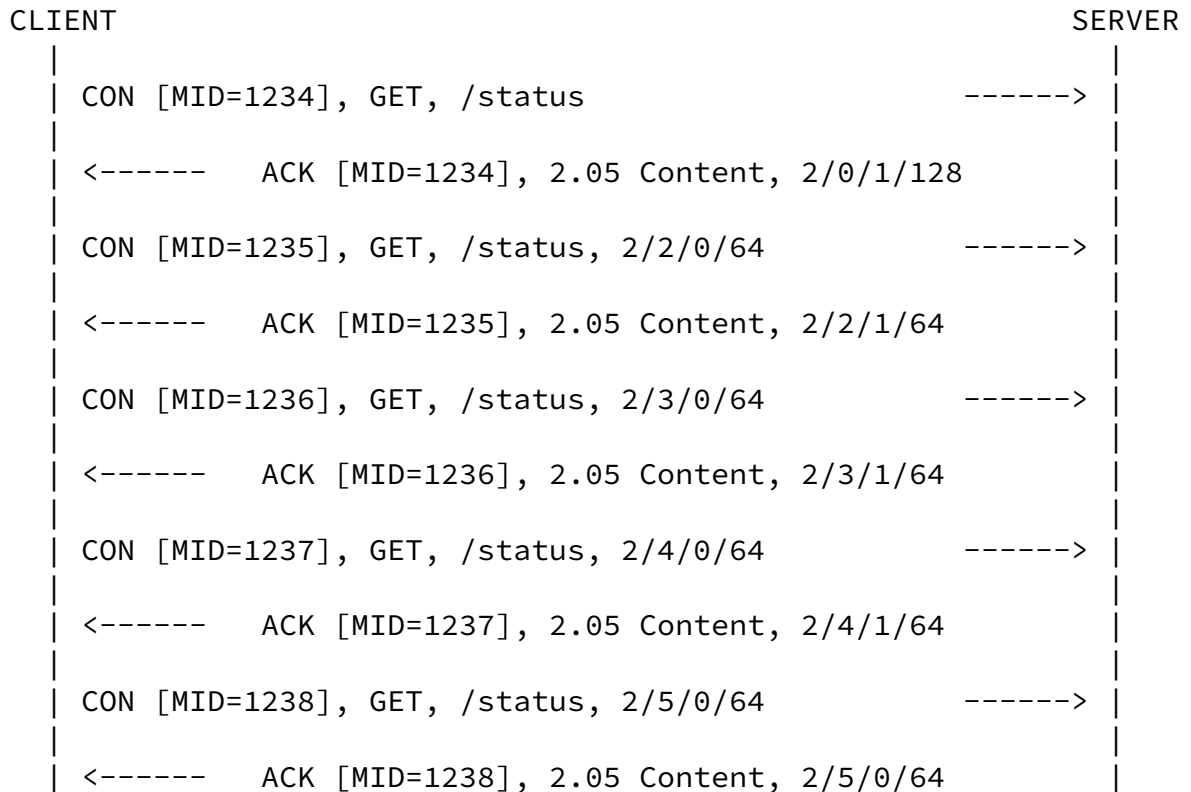 CLIENT SERVER
CON [MID=1234], GET, /status ------>
<------ ACK [MID=1234], 2.05 Content, 2/0/1/128
CON [MID=1235], GET, /status, 2/2/0/64 ------>
<------ ACK [MID=1235], 2.05 Content, 2/2/1/64
CON [MID=1236], GET, /status, 2/3/0/64 ------>
<------ ACK [MID=1236], 2.05 Content, 2/3/1/64
CON [MID=1237], GET, /status, 2/4/0/64 ------>
<------ ACK [MID=1237], 2.05 Content, 2/4/1/64
CON [MID=1238], GET, /status, 2/5/0/64 ------>
<------ ACK [MID=1238], 2.05 Content, 2/5/0/64